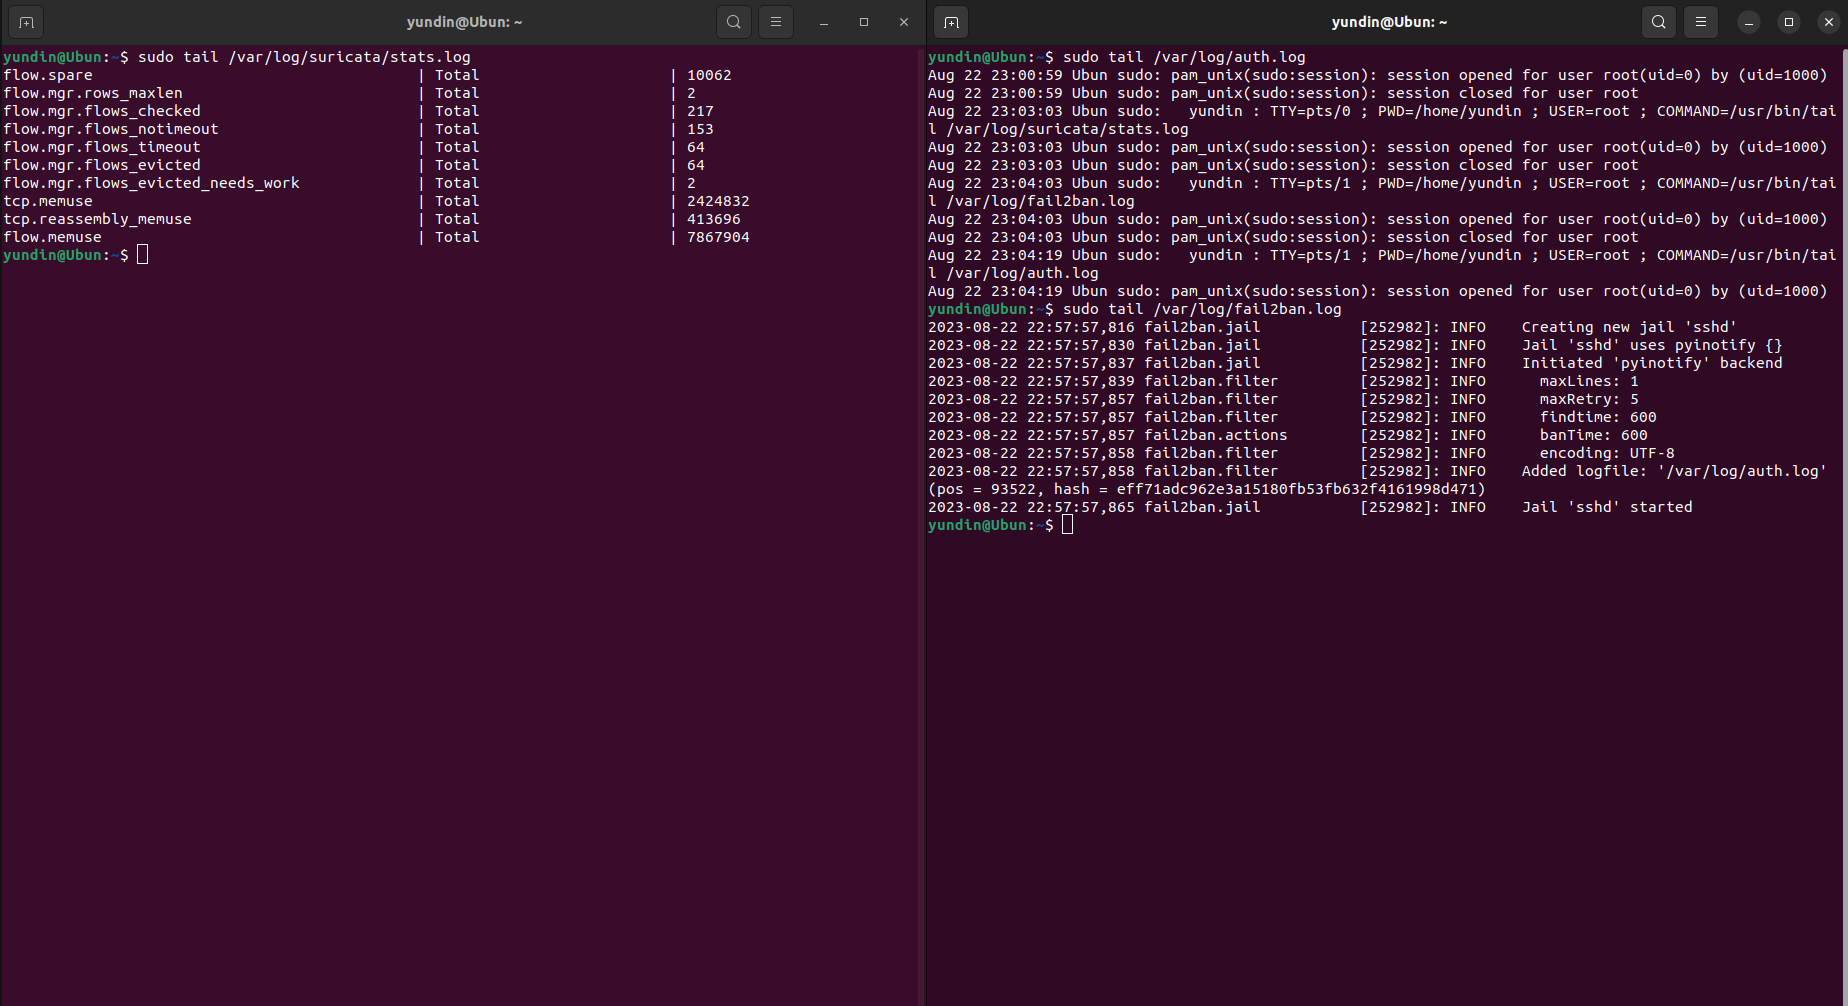 yundin@Ubun: ~
yundin@Ubun:~$ sudo tail /var/log/suricata/stats.log
flow.spare | Total | 10062
flow.mgr.rows_maxlen | Total | 2
flow.mgr.flows_checked | Total | 217
flow.mgr.flows_notimeout | Total | 153
flow.mgr.flows_timeout | Total | 64
flow.mgr.flows_evicted | Total | 64
flow.mgr.flows_evicted_needs_work | Total | 2
tcp.memuse | Total | 2424832
tcp.reassembly_memuse | Total | 413696
flow.memuse | Total | 7867904
yundin@Ubun:~$
yundin@Ubun: ~
yundin@Ubun:~$ sudo tail /var/log/auth.log
Aug 22 23:00:59 Ubun sudo: pam_unix(sudo:session): session opened for user root(uid=0) by (uid=1000)
Aug 22 23:00:59 Ubun sudo: pam_unix(sudo:session): session closed for user root
Aug 22 23:03:03 Ubun sudo:   yundin : TTY=pts/0 ; PWD=/home/yundin ; USER=root ; COMMAND=/usr/bin/tai
l /var/log/suricata/stats.log
Aug 22 23:03:03 Ubun sudo: pam_unix(sudo:session): session opened for user root(uid=0) by (uid=1000)
Aug 22 23:03:03 Ubun sudo: pam_unix(sudo:session): session closed for user root
Aug 22 23:04:03 Ubun sudo:   yundin : TTY=pts/1 ; PWD=/home/yundin ; USER=root ; COMMAND=/usr/bin/tai
l /var/log/fail2ban.log
Aug 22 23:04:03 Ubun sudo: pam_unix(sudo:session): session opened for user root(uid=0) by (uid=1000)
Aug 22 23:04:03 Ubun sudo: pam_unix(sudo:session): session closed for user root
Aug 22 23:04:19 Ubun sudo:   yundin : TTY=pts/1 ; PWD=/home/yundin ; USER=root ; COMMAND=/usr/bin/tai
l /var/log/auth.log
Aug 22 23:04:19 Ubun sudo: pam_unix(sudo:session): session opened for user root(uid=0) by (uid=1000)
yundin@Ubun:~$ sudo tail /var/log/fail2ban.log
2023-08-22 22:57:57,816 fail2ban.jail [252982]: INFO Creating new jail 'sshd'
2023-08-22 22:57:57,830 fail2ban.jail [252982]: INFO Jail 'sshd' uses pyinotify {}
2023-08-22 22:57:57,837 fail2ban.jail [252982]: INFO Initiated 'pyinotify' backend
2023-08-22 22:57:57,839 fail2ban.filter [252982]: INFO maxLines: 1
2023-08-22 22:57:57,857 fail2ban.filter [252982]: INFO maxRetry: 5
2023-08-22 22:57:57,857 fail2ban.filter [252982]: INFO findtime: 600
2023-08-22 22:57:57,857 fail2ban.actions [252982]: INFO banTime: 600
2023-08-22 22:57:57,858 fail2ban.filter [252982]: INFO encoding: UTF-8
2023-08-22 22:57:57,858 fail2ban.filter [252982]: INFO Added logfile: '/var/log/auth.log'
(pos = 93522, hash = eff71adc962e3a15180fb53fb632f4161998d471)
2023-08-22 22:57:57,865 fail2ban.jail [252982]: INFO Jail 'sshd' started
yundin@Ubun:~$